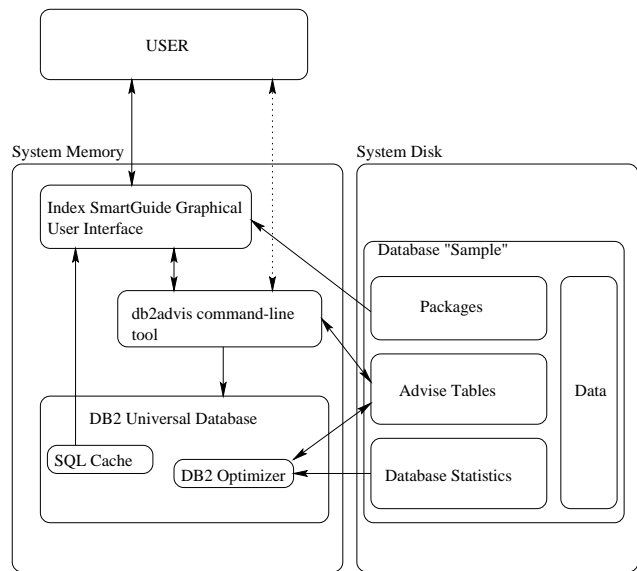 USER
System Memory
System Disk
Index SmartGuide Graphical
User Interface
Database "Sample"
db2advis command-line
tool
Packages
Advise Tables
Data
DB2 Universal Database
SQL Cache
DB2 Optimizer
Database Statistics